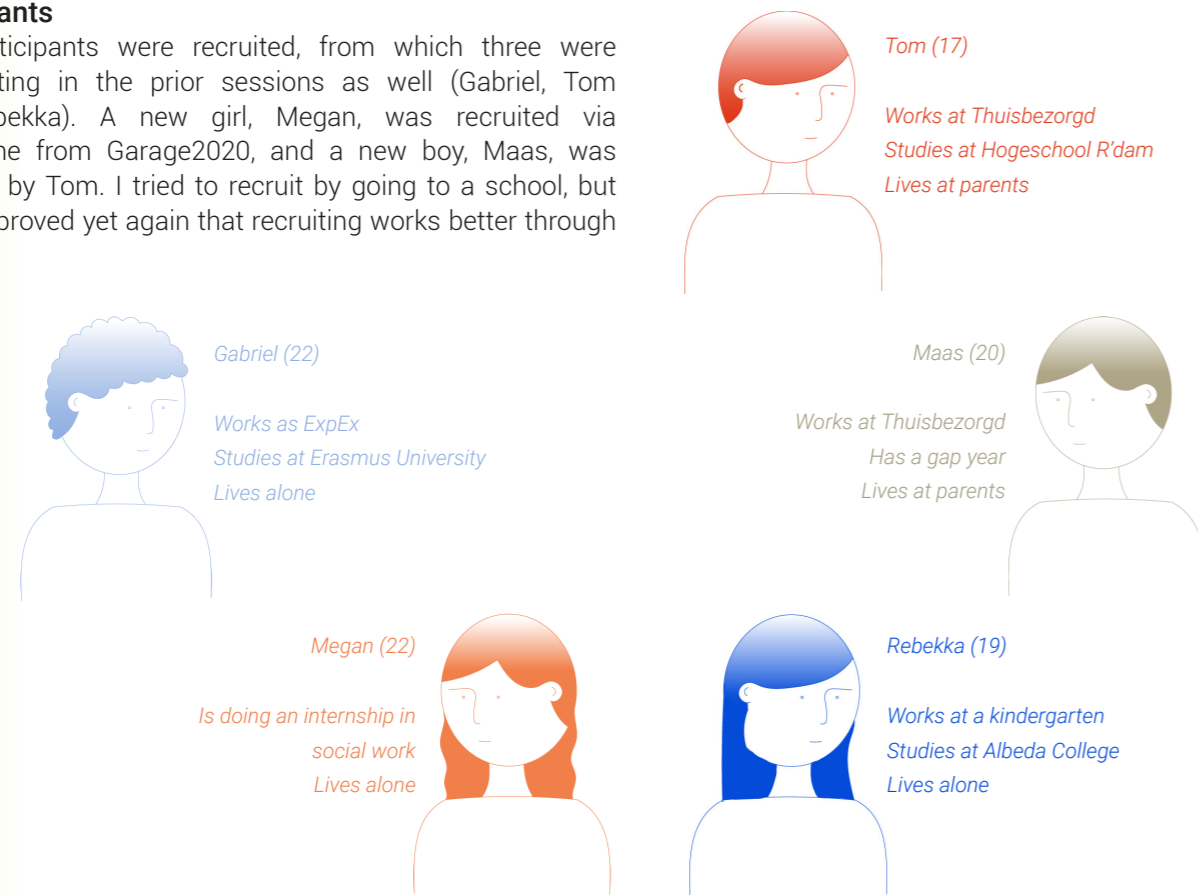 ants
ticipants were recruited, from which three were
ting in the prior sessions as well (Gabriel, Tom
bekka). A new girl, Megan, was recruited via
ne from Garage2020, and a new boy, Maas, was
by Tom. I tried to recruit by going to a school, but
proved yet again that recruiting works better through
Tom (17)
Works at Thuisbezorgd
Studies at Hogeschool R'dam
Lives at parents
Gabriel (22)
Works as ExpEx
Studies at Erasmus University
Lives alone
Maas (20)
Works at Thuisbezorgd
Has a gap year
Lives at parents
Megan (22)
Is doing an internship in
social work
Lives alone
Rebekka (19)
Works at a kindergarten
Studies at Albeda College
Lives alone